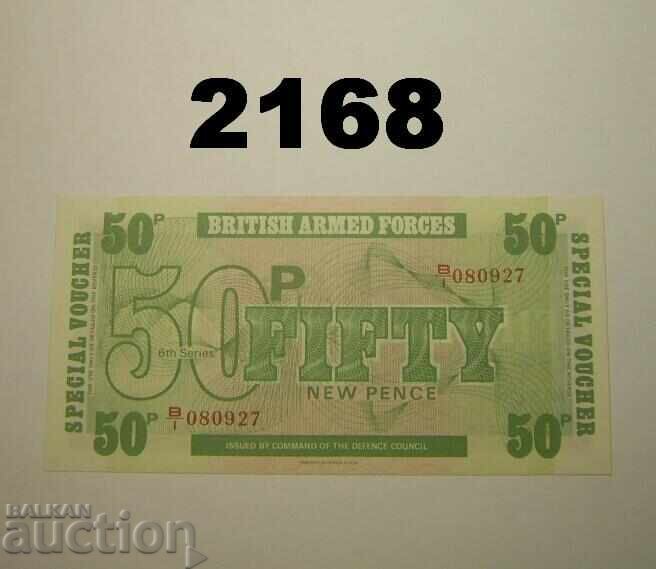 2168
50P
BRITISH ARMED FORCES
50P
SPECIAL VOUCHER
B/1 080927
50P
6th Series
FIFTY
NEW PENCE
SPECIAL VOUCHER
B/1 080927
50P
ISSUED BY COMMAND OF THE DEFENCE COUNCIL
50P
BALKAN
auction